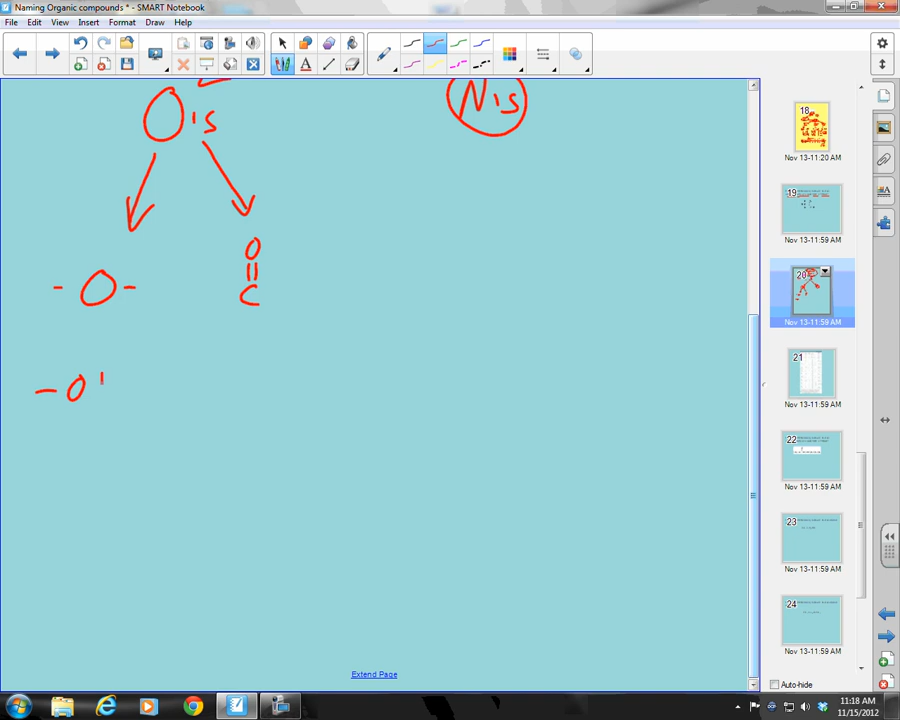 Naming Organic compounds * - SMART Notebook
File Edit View Insert Format Draw Help
O is
N is
- O -
O
C
- O
Extend Page
18
Nov 13-11:20 AM
19
Nov 13-11:59 AM
20
Nov 13-11:59 AM
21
Nov 13-11:59 AM
22
Nov 13-11:59 AM
23
Nov 13-11:59 AM
24
Nov 13-11:59 AM
Auto-hide
11:18 AM
11/15/2012